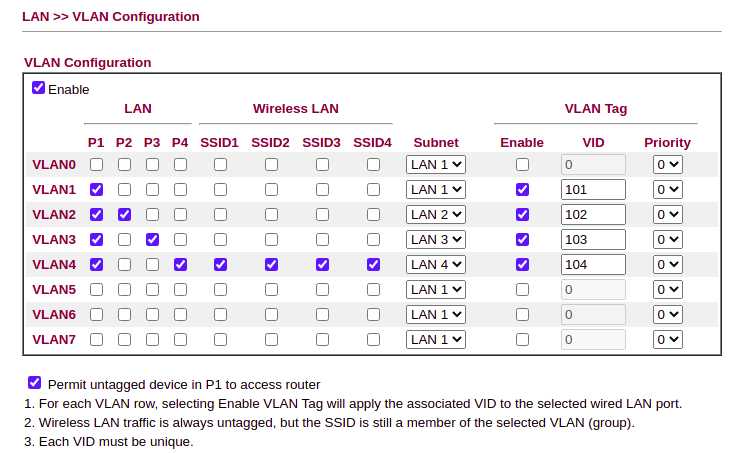 LAN >> VLAN Configuration
VLAN Configuration
Enable
LAN Wireless LAN VLAN Tag
P1 P2 P3 P4 SSID1 SSID2 SSID3 SSID4 Subnet Enable VID Priority
VLAN0 LAN 1 0 0
VLAN1 LAN 1 101 0
VLAN2 LAN 2 102 0
VLAN3 LAN 3 103 0
VLAN4 LAN 4 104 0
VLAN5 LAN 1 0 0
VLAN6 LAN 1 0 0
VLAN7 LAN 1 0 0
Permit untagged device in P1 to access router
1. For each VLAN row, selecting Enable VLAN Tag will apply the associated VID to the selected wired LAN port.
2. Wireless LAN traffic is always untagged, but the SSID is still a member of the selected VLAN (group).
3. Each VID must be unique.